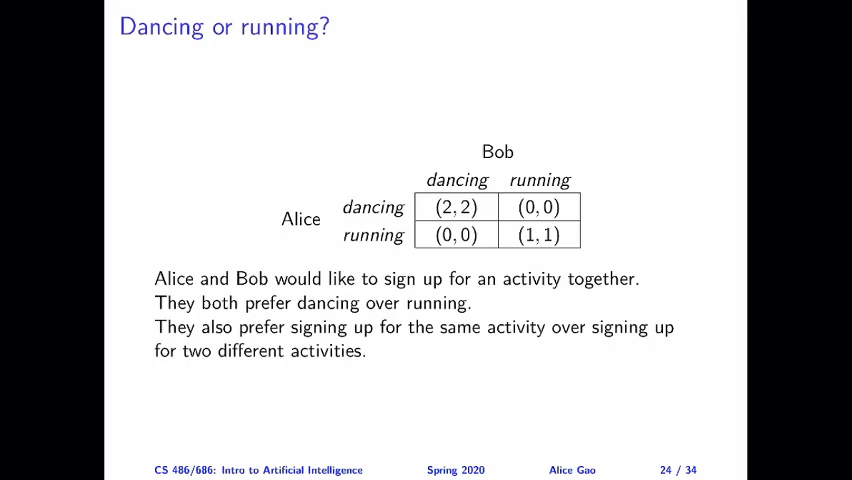 Dancing or running?
Bob
dancing running
dancing (2, 2) (0, 0)
Alice
running (0, 0) (1, 1)
Alice and Bob would like to sign up for an activity together.
They both prefer dancing over running.
They also prefer signing up for the same activity over signing up
for two different activities.
CS 486/686: Intro to Artificial Intelligence Spring 2020 Alice Gao 24 / 34